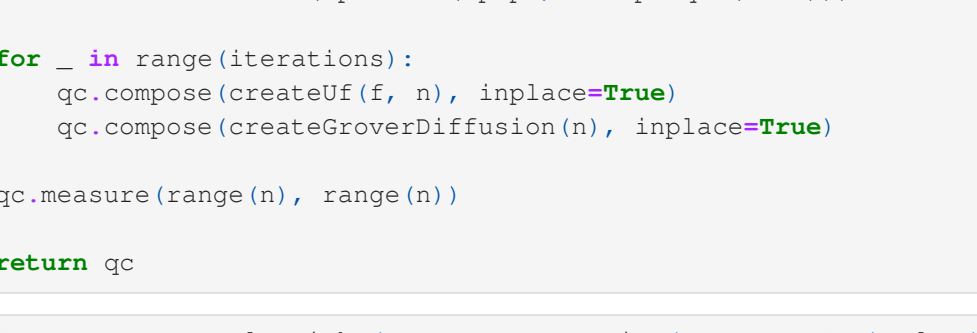 for _ in range(iterations):
    qc.compose(createUf(f, n), inplace=True)
    qc.compose(createGroverDiffusion(n), inplace=True)
qc.measure(range(n), range(n))
return qc